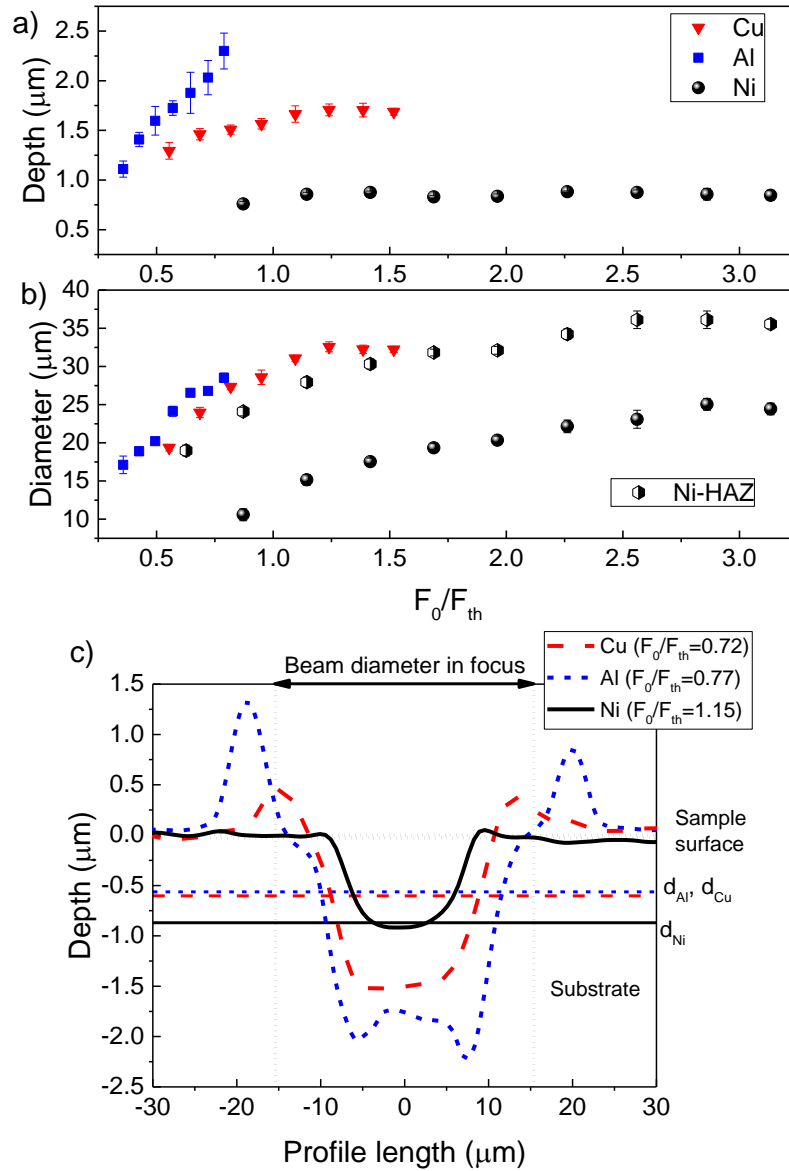 a)
Depth (μm)
2.5
2.0
1.5
1.0
0.5
Cu
Al
Ni
0.5 1.0 1.5 2.0 2.5 3.0
b)
Diameter (μm)
40
35
30
25
20
15
10
Ni-HAZ
0.5 1.0 1.5 2.0 2.5 3.0
F0/Fth
c)
Beam diameter in focus
Cu (F0/Fth=0.72)
Al (F0/Fth=0.77)
Ni (F0/Fth=1.15)
Depth (μm)
1.5
1.0
0.5
0.0
-0.5
-1.0
-1.5
-2.0
-2.5
Sample
surface
dAl, dCu
dNi
Substrate
-30 -20 -10 0 10 20 30
Profile length (μm)